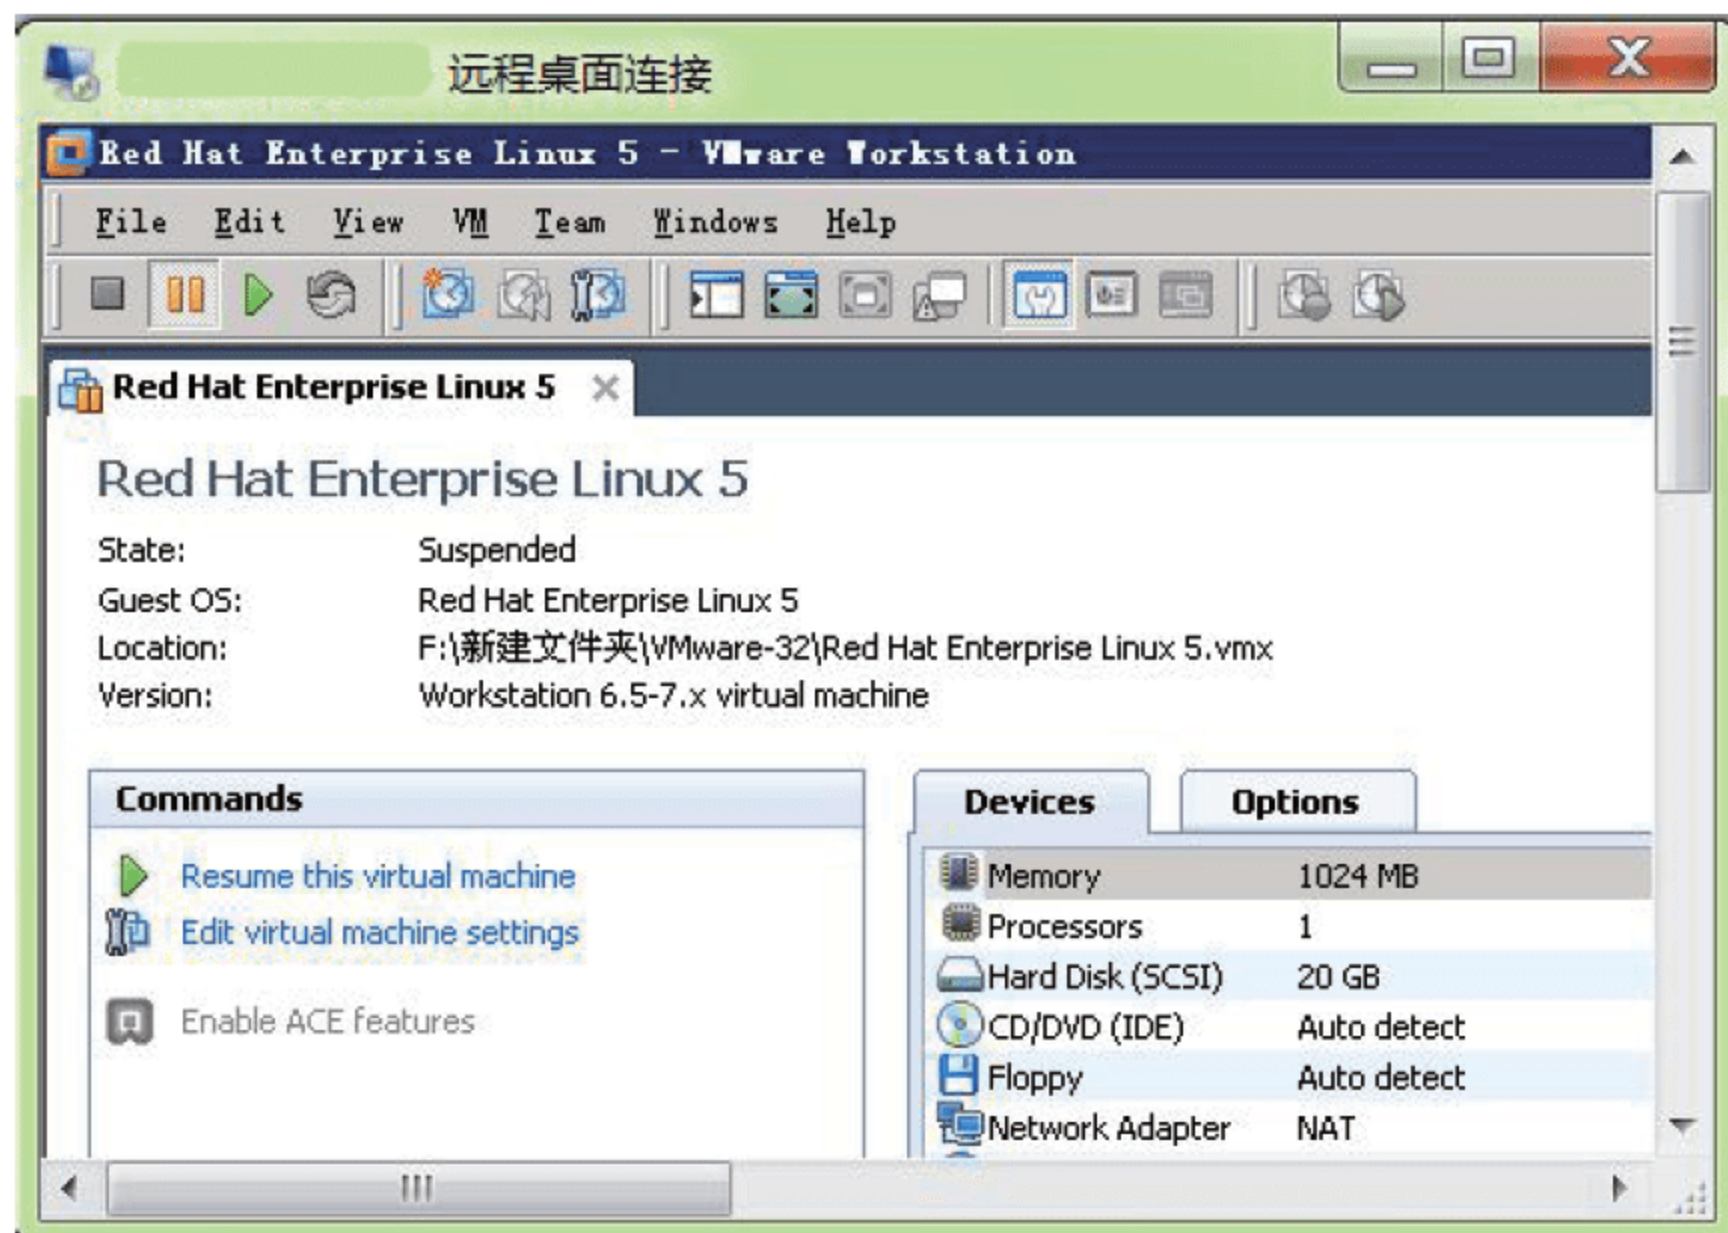 远程桌面连接
Red Hat Enterprise Linux 5 - VMware Workstation
File Edit View VM Team Windows Help
Red Hat Enterprise Linux 5
Red Hat Enterprise Linux 5
State: Suspended
Guest OS: Red Hat Enterprise Linux 5
Location: F:\新建文件夹\VMware-32\Red Hat Enterprise Linux 5.vmx
Version: Workstation 6.5-7.x virtual machine
Commands
Resume this virtual machine
Edit virtual machine settings
Enable ACE features
Devices Options
Memory 1024 MB
Processors 1
Hard Disk (SCSI) 20 GB
CD/DVD (IDE) Auto detect
Floppy Auto detect
Network Adapter NAT